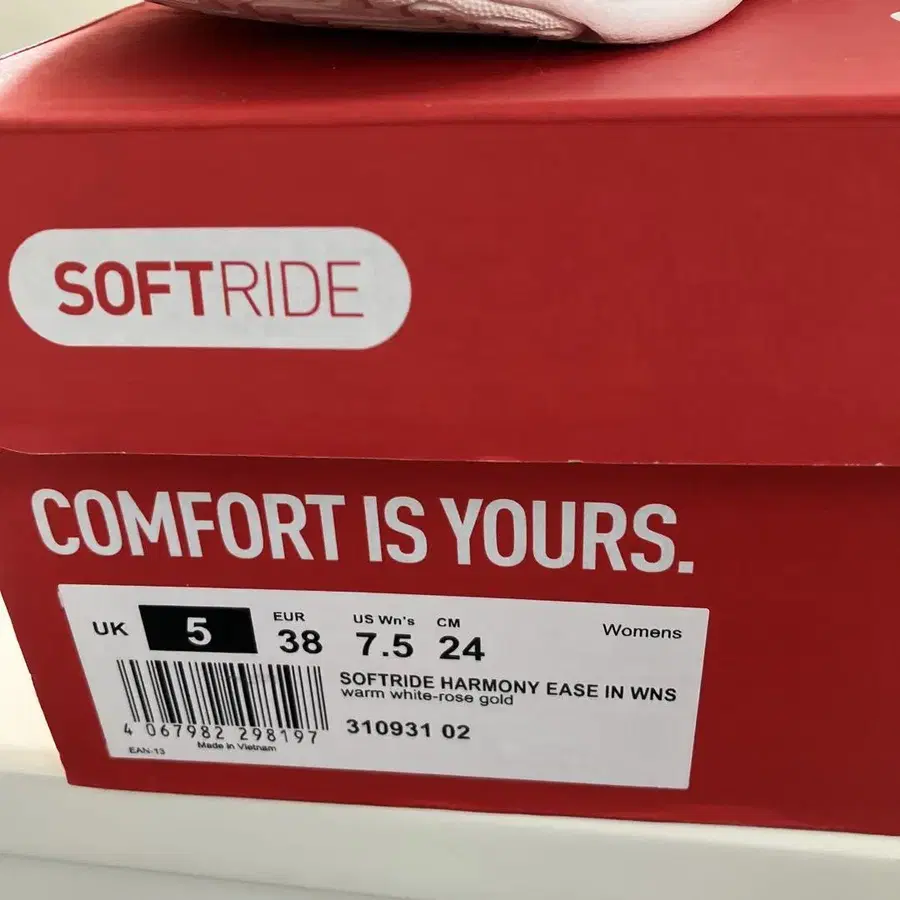 SOFTRIDE
COMFORT IS YOURS.
UK 5 EUR 38 US Wn's 7.5 CM 24 Womens
SOFTRIDE HARMONY EASE IN WNS
warm white-rose gold
310931 02
4 067982 298197
EAN-13 Made in Vietnam